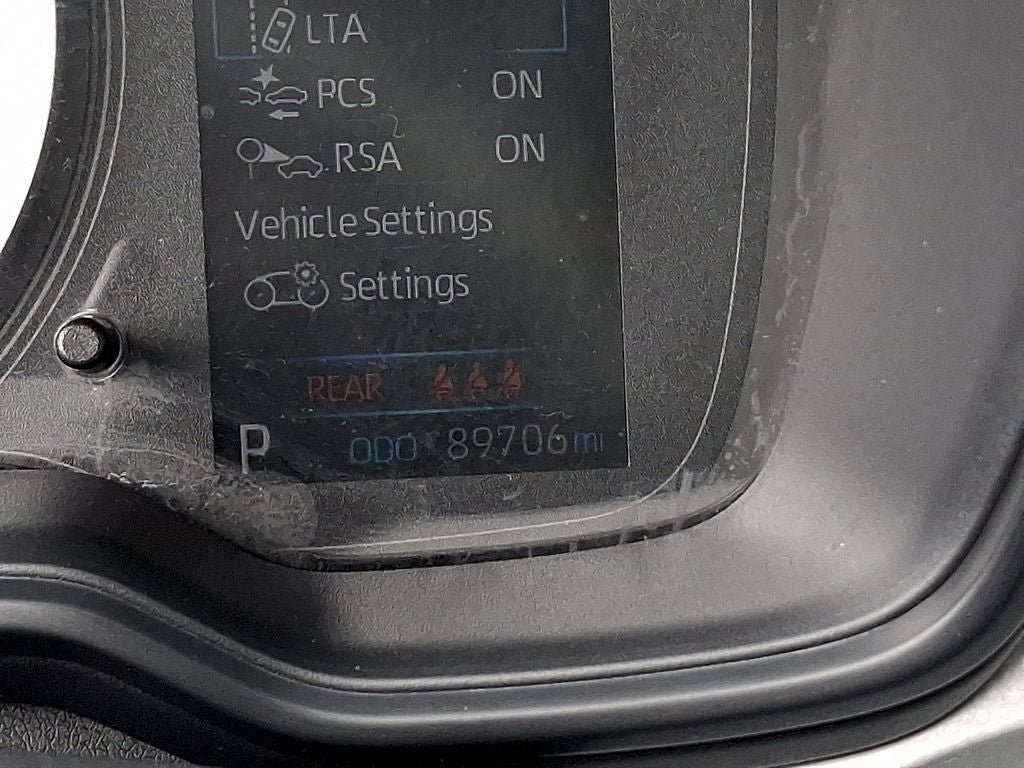 LTA
PCS ON
RSA ON
Vehicle Settings
Settings
REAR
P ODO 89706 mi